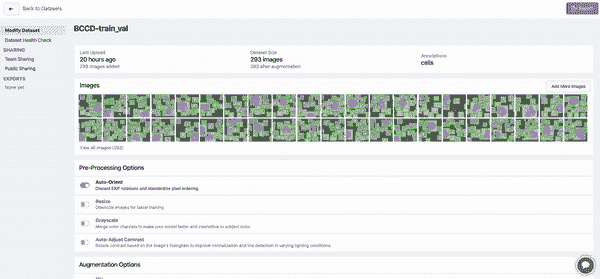 ← Back to Datasets
Export
Modify Dataset
Dataset Health Check
SHARING
Team Sharing
Public Sharing
EXPORTS
None yet
BCCD-train_val
Last Upload
20 hours ago
293 images added
Dataset Size
293 images
Annotations
cells
Images
Add More Images
View all images (293)
Pre-Processing Options
Auto-Orient
Discard EXIF rotations and standardize pixel ordering.
Resize
Downsize images for faster training.
Grayscale
Merge color channels to make your model faster and insensitive to subject color.
Auto-Adjust Contrast
Boosts contrast based on the image's histogram to improve normalization and line detection in varying lighting conditions.
Augmentation Options